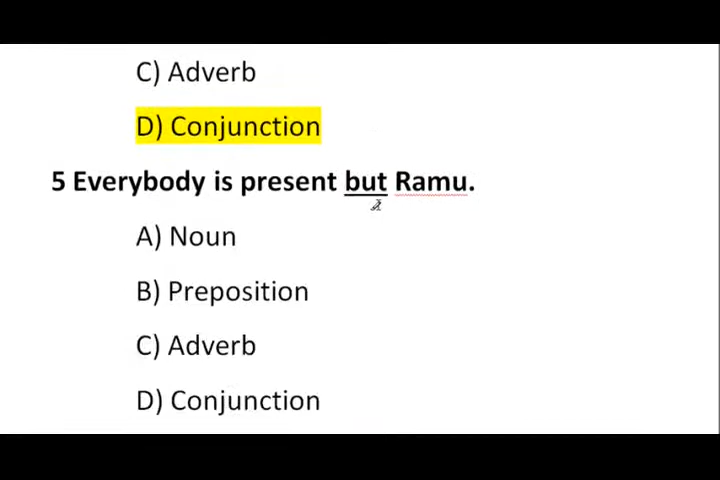 C) Adverb
D) Conjunction
5 Everybody is present but Ramu.
A) Noun
B) Preposition
C) Adverb
D) Conjunction